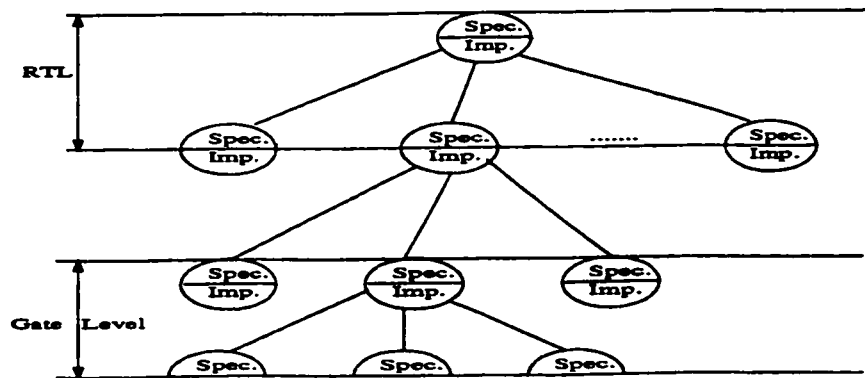 Spec.
Imp.
RTL
Spec. Spec. ....... Spec.
Imp. Imp. Imp.
Spec. Spec. Spec.
Imp. Imp. Imp.
Gate Level
Spec. Spec. Spec.